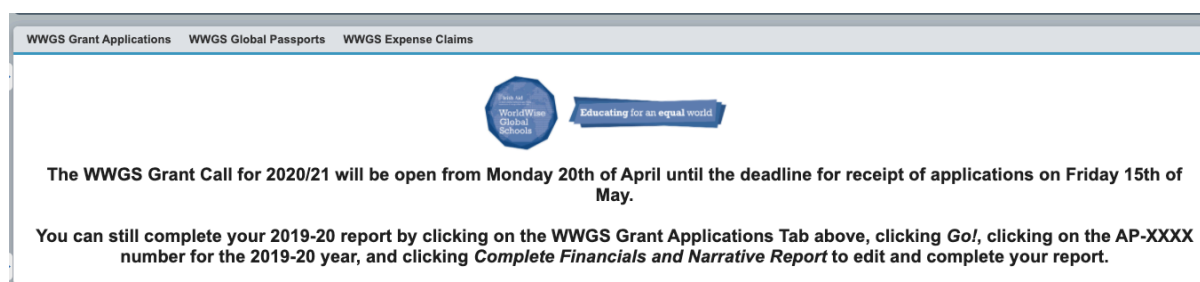 WWGS Grant Applications WWGS Global Passports WWGS Expense Claims
WorldWise
Global
Schools
Educating for an equal world
The WWGS Grant Call for 2020/21 will be open from Monday 20th of April until the deadline for receipt of applications on Friday 15th of
May.
You can still complete your 2019-20 report by clicking on the WWGS Grant Applications Tab above, clicking Go!, clicking on the AP-XXXX
number for the 2019-20 year, and clicking Complete Financials and Narrative Report to edit and complete your report.